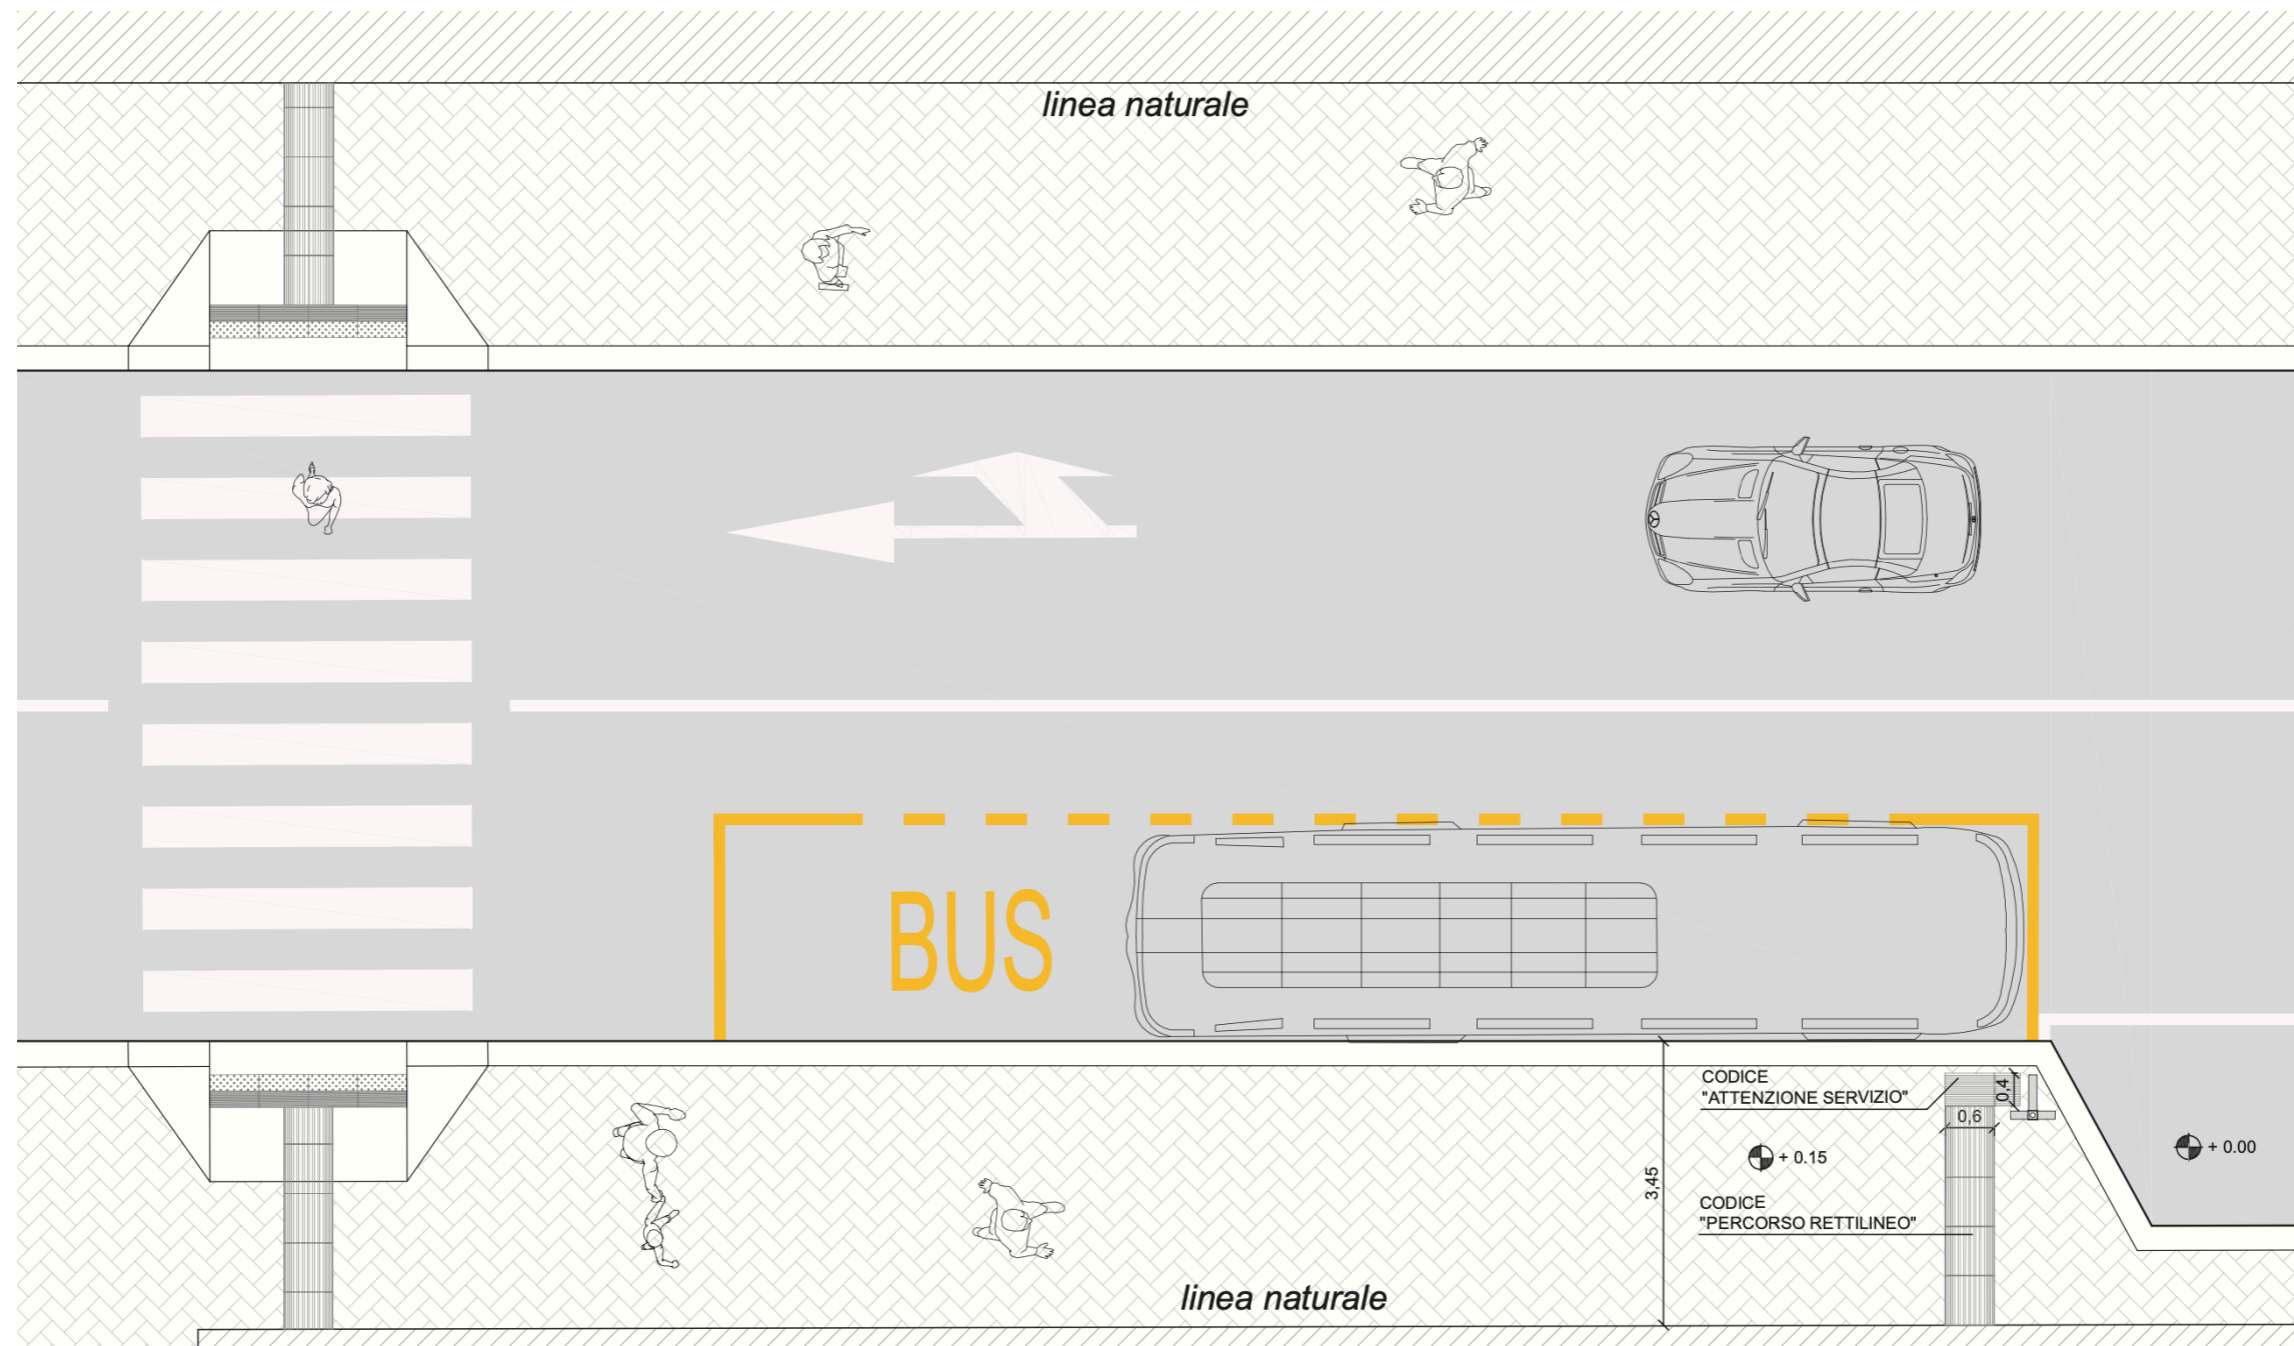 linea naturale
BUS
CODICE
"ATTENZIONE SERVIZIO"
0,4
0,6
+ 0.15
+ 0.00
3,45
CODICE
"PERCORSO RETTILINEO"
linea naturale